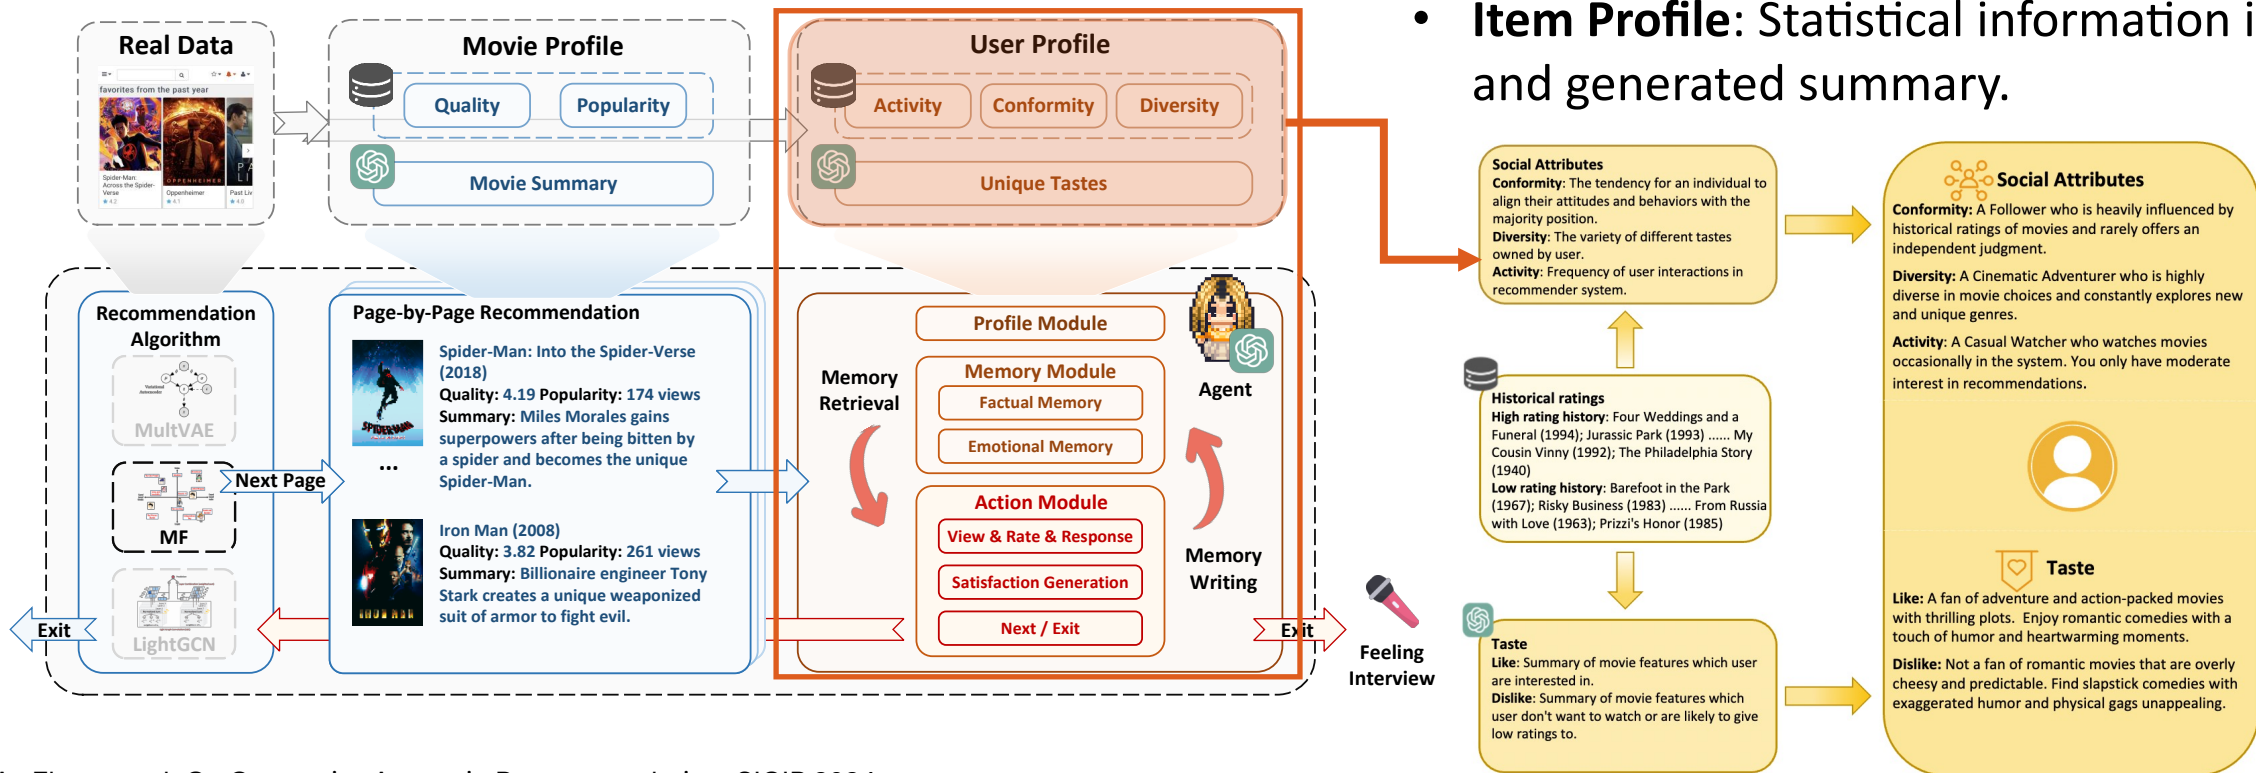 Real Data
favorites from the past year
Spider-Man:
Across the Spider-
Verse
4.2
OPPENHEIMER
Oppenheimer
4.1
Past Liv
4.0
Movie Profile
Quality
Popularity
Movie Summary
User Profile
Activity
Conformity
Diversity
Unique Tastes
• Item Profile: Statistical information i
and generated summary.
Recommendation
Algorithm
MultVAE
MF
LightGCN
Next Page
Exit
Page-by-Page Recommendation
Spider-Man: Into the Spider-Verse
(2018)
Quality: 4.19 Popularity: 174 views
Summary: Miles Morales gains
superpowers after being bitten by
a spider and becomes the unique
Spider-Man.
...
Iron Man (2008)
Quality: 3.82 Popularity: 261 views
Summary: Billionaire engineer Tony
Stark creates a unique weaponized
suit of armor to fight evil.
SPIDER-MAN
IRON MAN
Profile Module
Memory Module
Factual Memory
Emotional Memory
Memory
Retrieval
Action Module
View & Rate & Response
Satisfaction Generation
Next / Exit
Agent
Memory
Writing
Exit
Feeling
Interview
Social Attributes
Conformity: The tendency for an individual to
align their attitudes and behaviors with the
majority position.
Diversity: The variety of different tastes
owned by user.
Activity: Frequency of user interactions in
recommender system.
Historical ratings
High rating history: Four Weddings and a
Funeral (1994); Jurassic Park (1993) ...... My
Cousin Vinny (1992); The Philadelphia Story
(1940)
Low rating history: Barefoot in the Park
(1967); Risky Business (1983) ...... From Russia
with Love (1963); Prizzi's Honor (1985)
Taste
Like: Summary of movie features which user
are interested in.
Dislike: Summary of movie features which
user don't want to watch or are likely to give
low ratings to.
Social Attributes
Conformity: A Follower who is heavily influenced by
historical ratings of movies and rarely offers an
independent judgment.
Diversity: A Cinematic Adventurer who is highly
diverse in movie choices and constantly explores new
and unique genres.
Activity: A Casual Watcher who watches movies
occasionally in the system. You only have moderate
interest in recommendations.
Taste
Like: A fan of adventure and action-packed movies
with thrilling plots. Enjoy romantic comedies with a
touch of humor and heartwarming moments.
Dislike: Not a fan of romantic movies that are overly
cheesy and predictable. Find slapstick comedies with
exaggerated humor and physical gags unappealing.